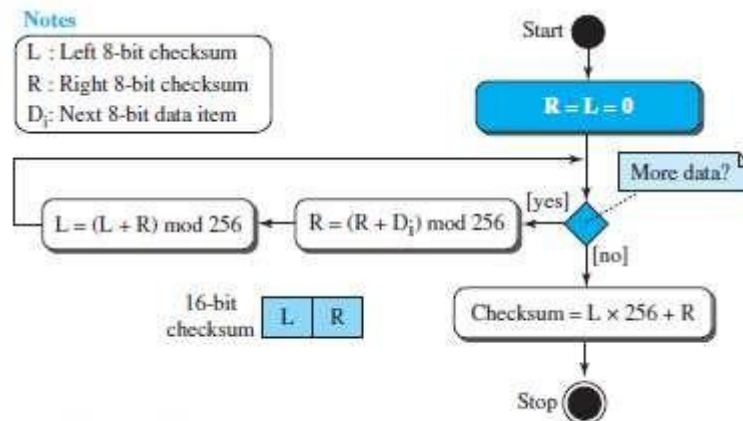 Notes
L : Left 8-bit checksum
R : Right 8-bit checksum
Di: Next 8-bit data item
Start
R = L = 0
More data?
[yes]
L = (L + R) mod 256
R = (R + Di) mod 256
[no]
16-bit
checksum
L R
Checksum = L × 256 + R
Stop